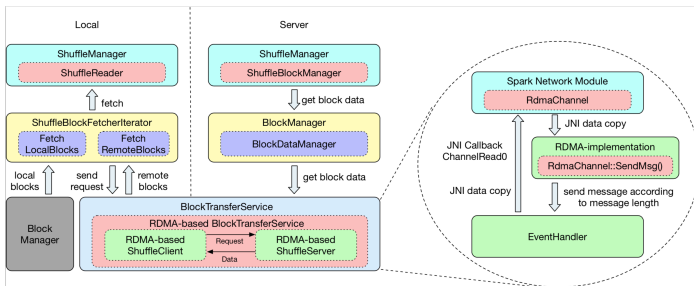 Local
Server
ShuffleManager
ShuffleReader
fetch
ShuffleBlockFetcherIterator
Fetch
LocalBlocks
Fetch
RemoteBlocks
local
blocks
send
request
remote
blocks
Block
Manager
ShuffleManager
ShuffleBlockManager
get block data
BlockManager
BlockDataManager
get block data
BlockTransferService
RDMA-based BlockTransferService
RDMA-based
ShuffleClient
Request
Data
RDMA-based
ShuffleServer
Spark Network Module
RdmaChannel
JNI data copy
JNI Callback
ChannelRead0
JNI data copy
RDMA-implementation
RdmaChannel::SendMsg()
send message according
to message length
EventHandler